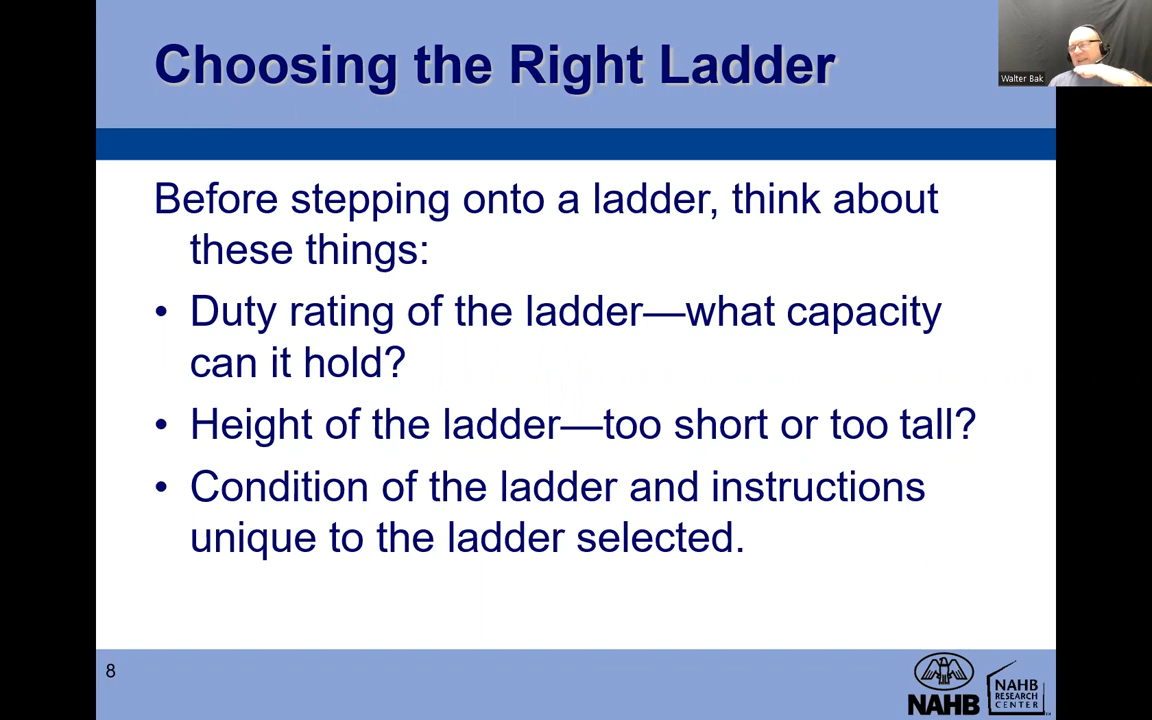 Choosing the Right Ladder
Walter Bak
Before stepping onto a ladder, think about
these things:
• Duty rating of the ladder—what capacity
can it hold?
• Height of the ladder—too short or too tall?
• Condition of the ladder and instructions
unique to the ladder selected.
8
NAHB
NAHB
RESEARCH
CENTER